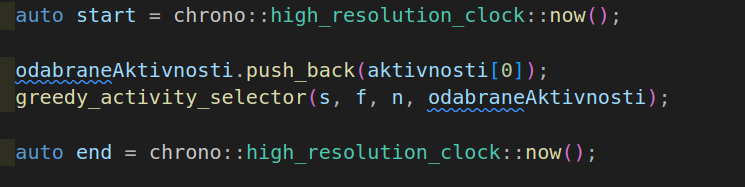 auto start = chrono::high_resolution_clock::now();
odabraneAktivnosti.push_back(aktivnosti[0]);
greedy_activity_selector(s, f, n, odabraneAktivnosti);
auto end = chrono::high_resolution_clock::now();